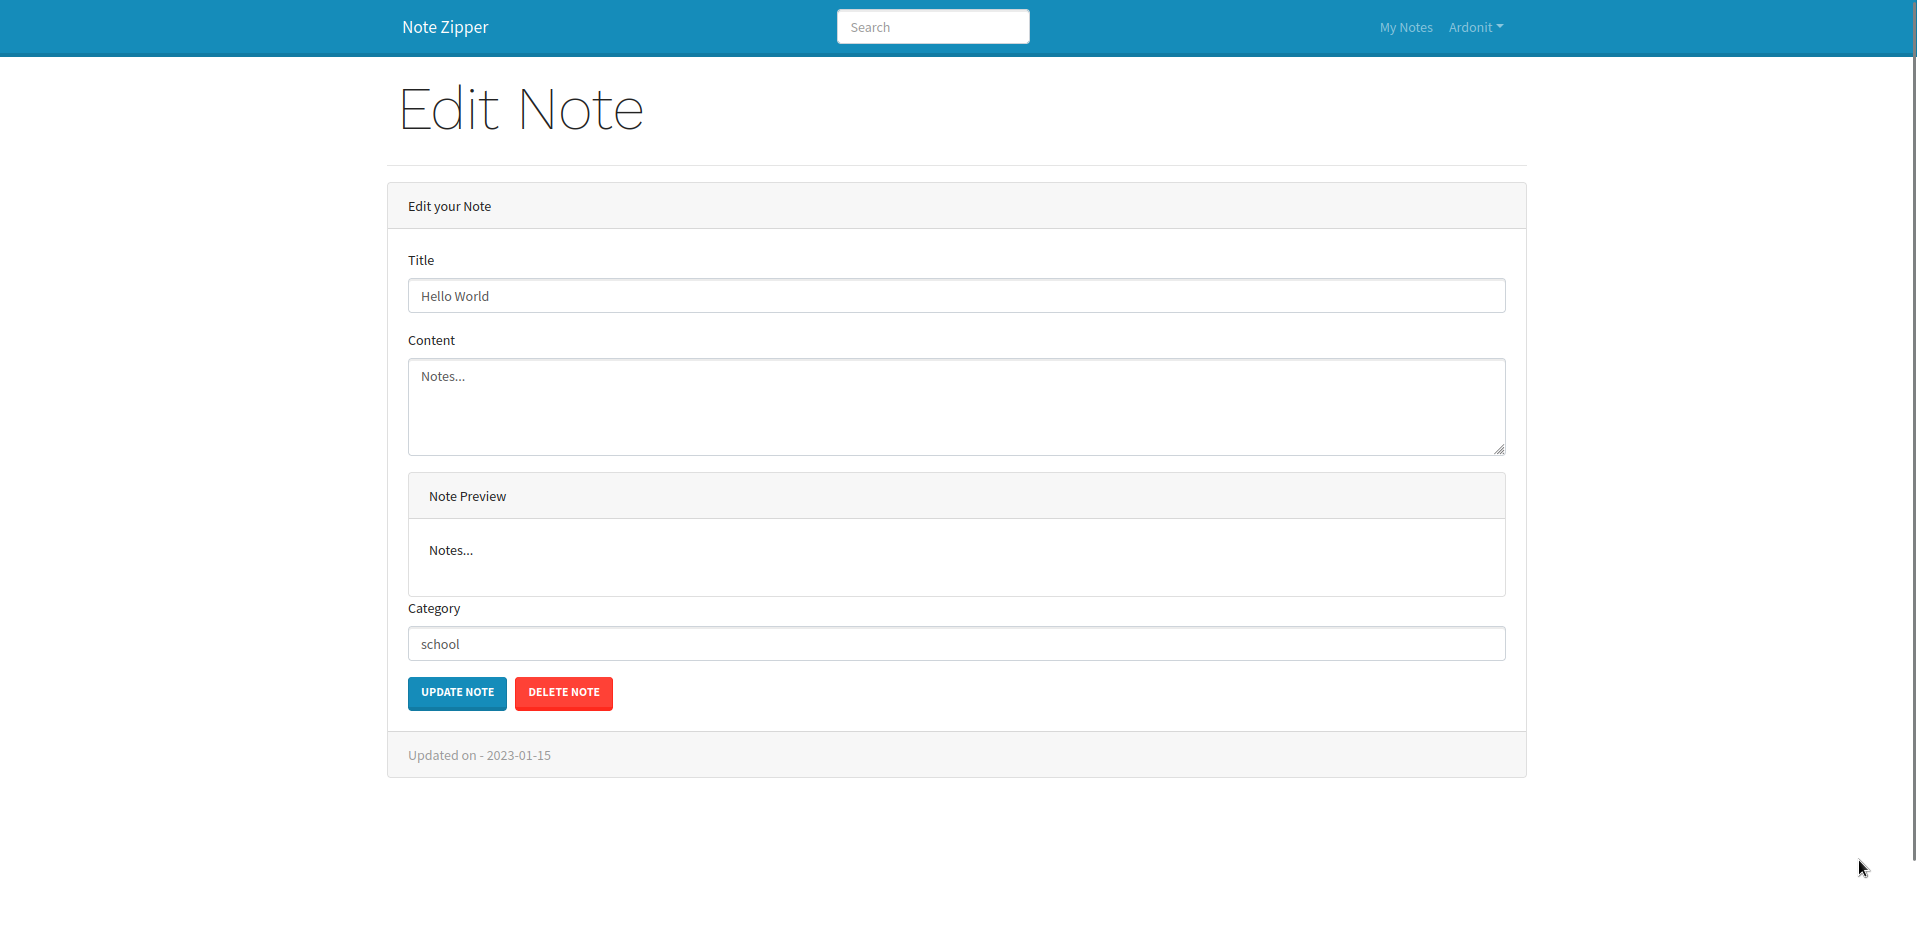 Note Zipper
Search
My Notes
Ardonit
Edit Note
Edit your Note
Title
Hello World
Content
Notes...
Note Preview
Notes...
Category
school
UPDATE NOTE
DELETE NOTE
Updated on - 2023-01-15